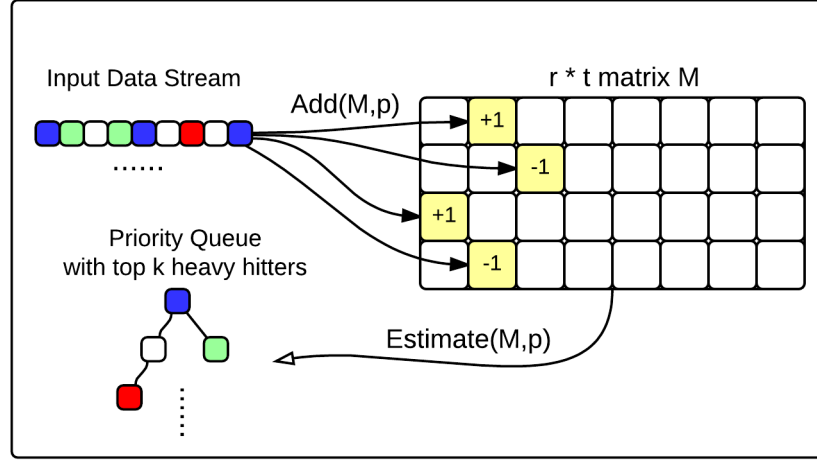 Input Data Stream
r * t matrix M
Add(M,p)
+1
-1
......
+1
Priority Queue
with top k heavy hitters
-1
Estimate(M,p)